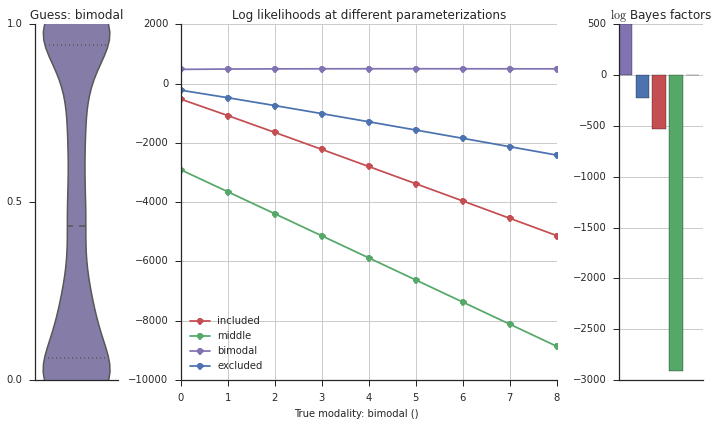 Guess: bimodal
1.0
0.5
0.0
Log likelihoods at different parameterizations
2000
0
−2000
−4000
−6000
−8000
−10000
included
middle
bimodal
excluded
0 1 2 3 4 5 6 7 8
True modality: bimodal ()
log Bayes factors
500
0
−500
−1000
−1500
−2000
−2500
−3000